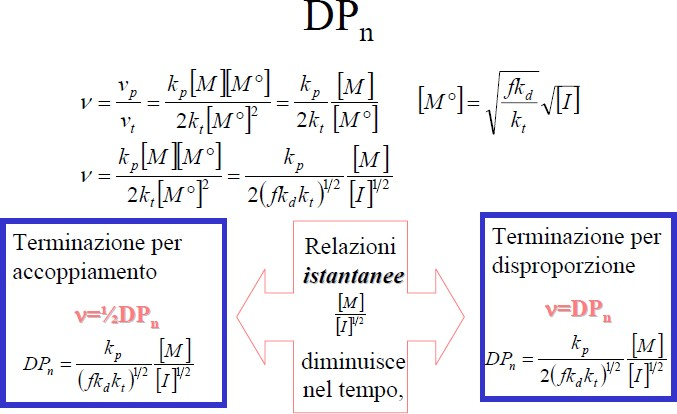 DPn
ν = vp/vt = kp[M][M°]/2kt[M°]² = kp/2kt [M]/[M°]   [M°] = √(fkd/kt) √[I]
ν = kp[M][M°]/2kt[M°]² = kp/2(fkdkt)^1/2 [M]/[I]^1/2
Terminazione per
accoppiamento
ν=½DPn
DPn = kp/(fkdkt)^1/2 [M]/[I]^1/2
Relazioni
istantanee
[M]/[I]^1/2
diminuisce
nel tempo,
Terminazione per
disproporzione
ν=DPn
DPn = kp/2(fkdkt)^1/2 [M]/[I]^1/2